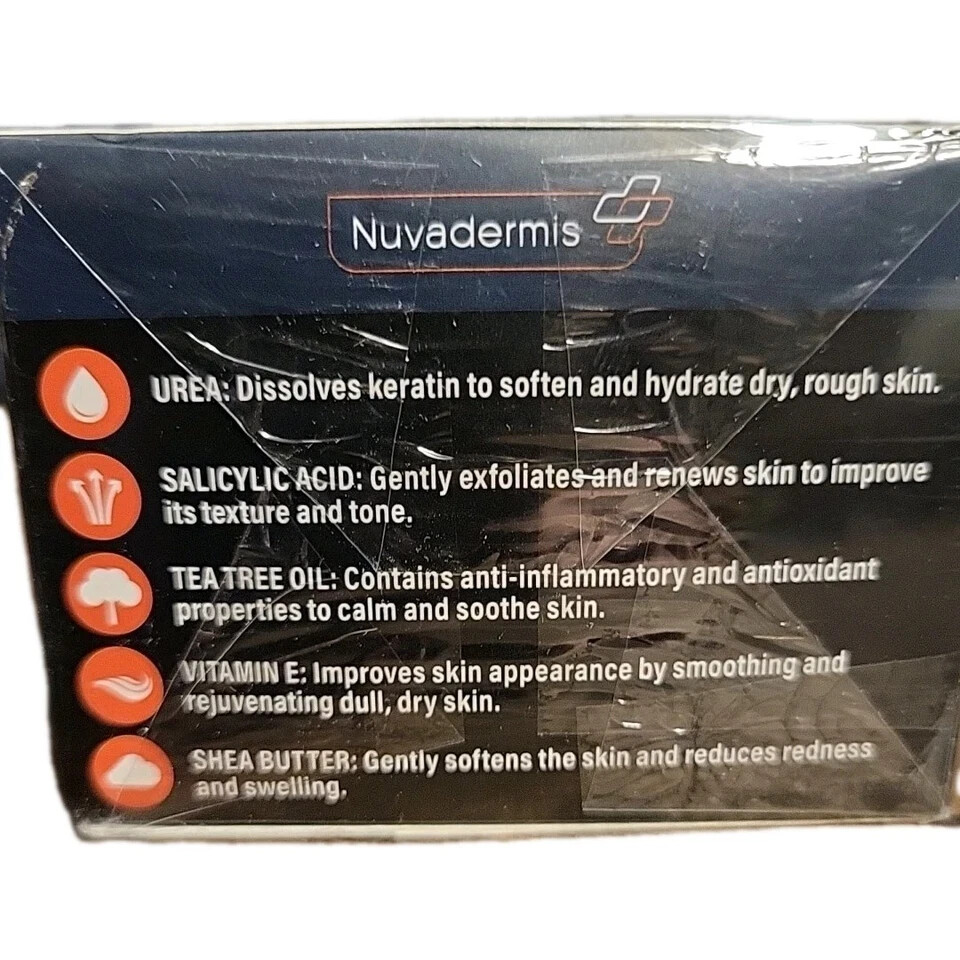 Nuvadermis
UREA: Dissolves keratin to soften and hydrate dry, rough skin.
SALICYLIC ACID: Gently exfoliates and renews skin to improve
its texture and tone.
TEA TREE OIL: Contains anti-inflammatory and antioxidant
properties to calm and soothe skin.
VITAMIN E: Improves skin appearance by smoothing and
rejuvenating dull, dry skin.
SHEA BUTTER: Gently softens the skin and reduces redness
and swelling.